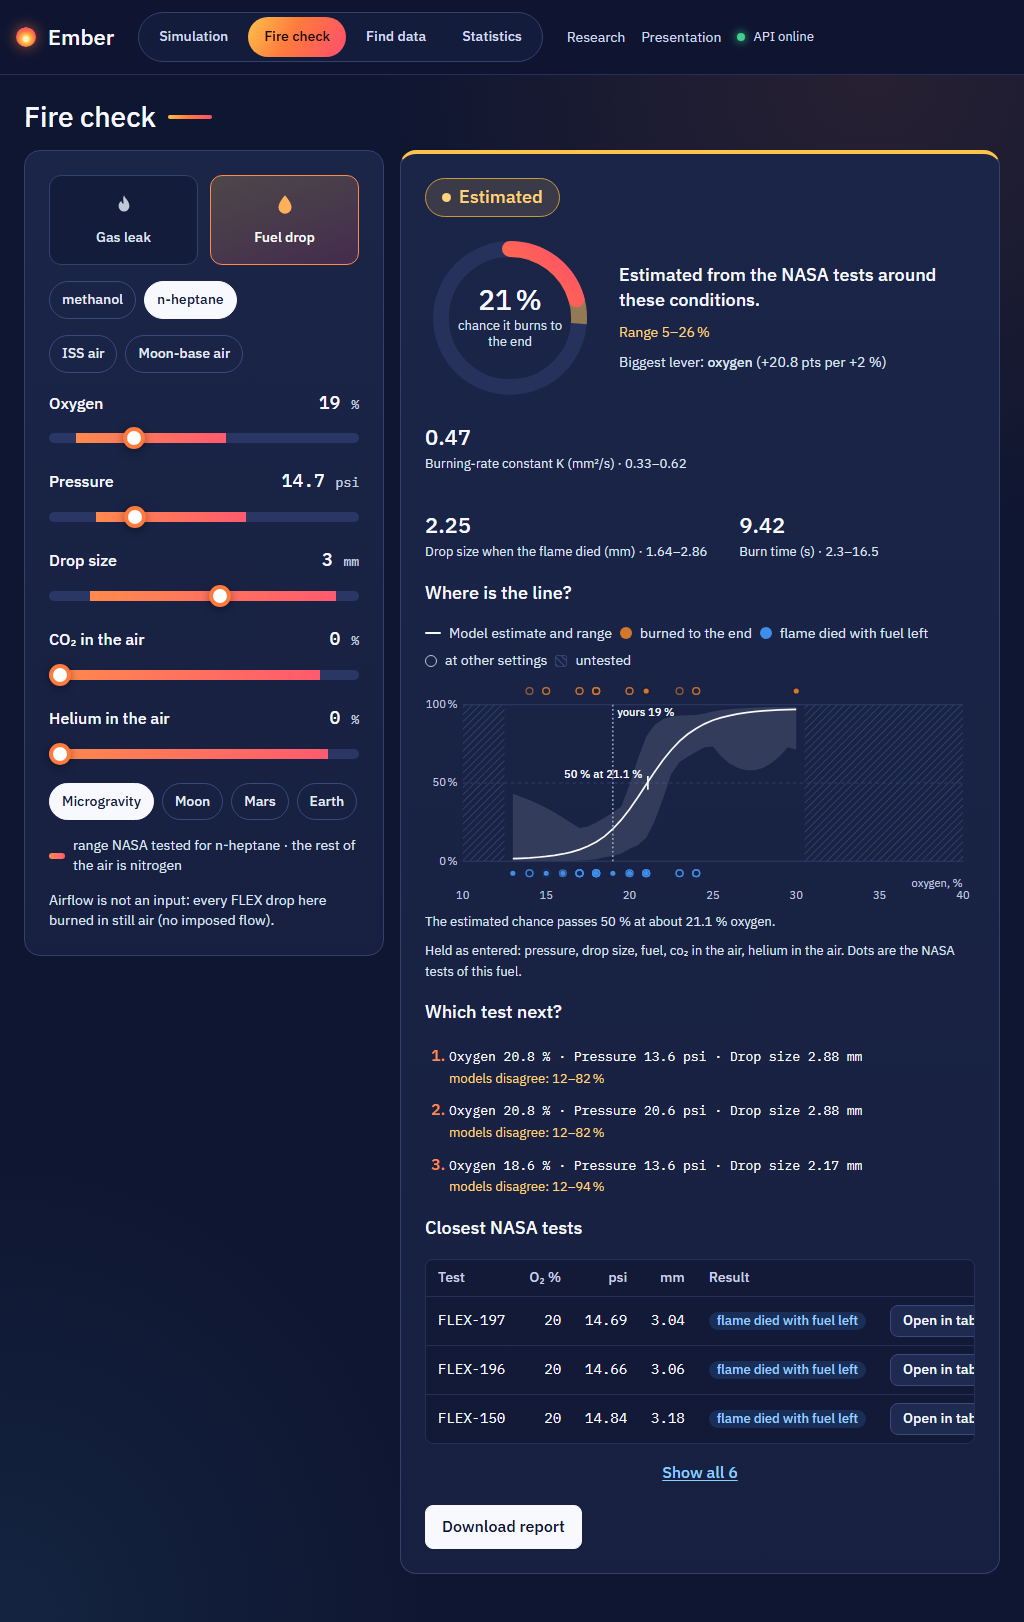 Ember
Simulation
Fire check
Find data
Statistics
Research
Presentation
API online
Fire check
Gas leak
Fuel drop
methanol
n-heptane
ISS air
Moon-base air
Oxygen
19 %
Pressure
14.7 psi
Drop size
3 mm
CO₂ in the air
0 %
Helium in the air
0 %
Microgravity
Moon
Mars
Earth
range NASA tested for n-heptane · the rest of
the air is nitrogen
Airflow is not an input: every FLEX drop here
burned in still air (no imposed flow).
Estimated
21 %
chance it burns to
the end
Estimated from the NASA tests around
these conditions.
Range 5–26 %
Biggest lever: oxygen (+20.8 pts per +2 %)
0.47
Burning-rate constant K (mm²/s) · 0.33–0.62
2.25
Drop size when the flame died (mm) · 1.64–2.86
9.42
Burn time (s) · 2.3–16.5
Where is the line?
Model estimate and range
burned to the end
flame died with fuel left
at other settings
untested
100 %
yours 19 %
50 % at 21.1 %
50 %
0 %
oxygen, %
10 15 20 25 30 35 40
The estimated chance passes 50 % at about 21.1 % oxygen.
Held as entered: pressure, drop size, fuel, co₂ in the air, helium in the air. Dots are the NASA
tests of this fuel.
Which test next?
1. Oxygen 20.8 % · Pressure 13.6 psi · Drop size 2.88 mm
models disagree: 12–82 %
2. Oxygen 20.8 % · Pressure 20.6 psi · Drop size 2.88 mm
models disagree: 12–82 %
3. Oxygen 18.6 % · Pressure 13.6 psi · Drop size 2.17 mm
models disagree: 12–94 %
Closest NASA tests
Test O₂ % psi mm Result
FLEX-197 20 14.69 3.04 flame died with fuel left Open in tab
FLEX-196 20 14.66 3.06 flame died with fuel left Open in tab
FLEX-150 20 14.84 3.18 flame died with fuel left Open in tab
Show all 6
Download report